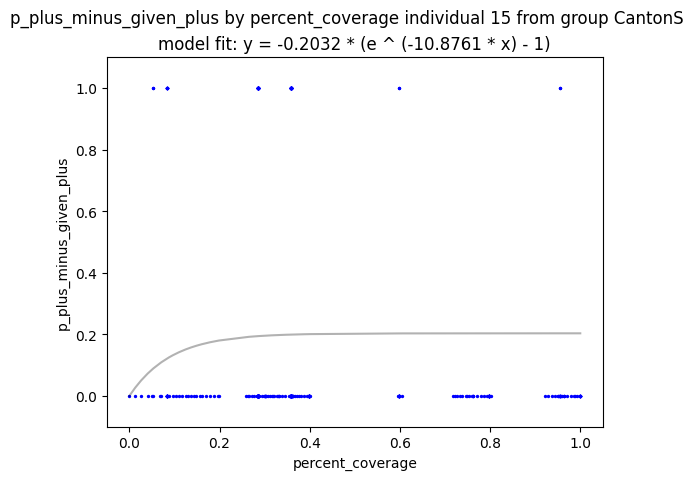 p_plus_minus_given_plus by percent_coverage individual 15 from group CantonS
model fit: y = -0.2032 * (e ^ (-10.8761 * x) - 1)
1.0
0.8
0.6
0.4
0.2
0.0
p_plus_minus_given_plus
0.0 0.2 0.4 0.6 0.8 1.0
percent_coverage